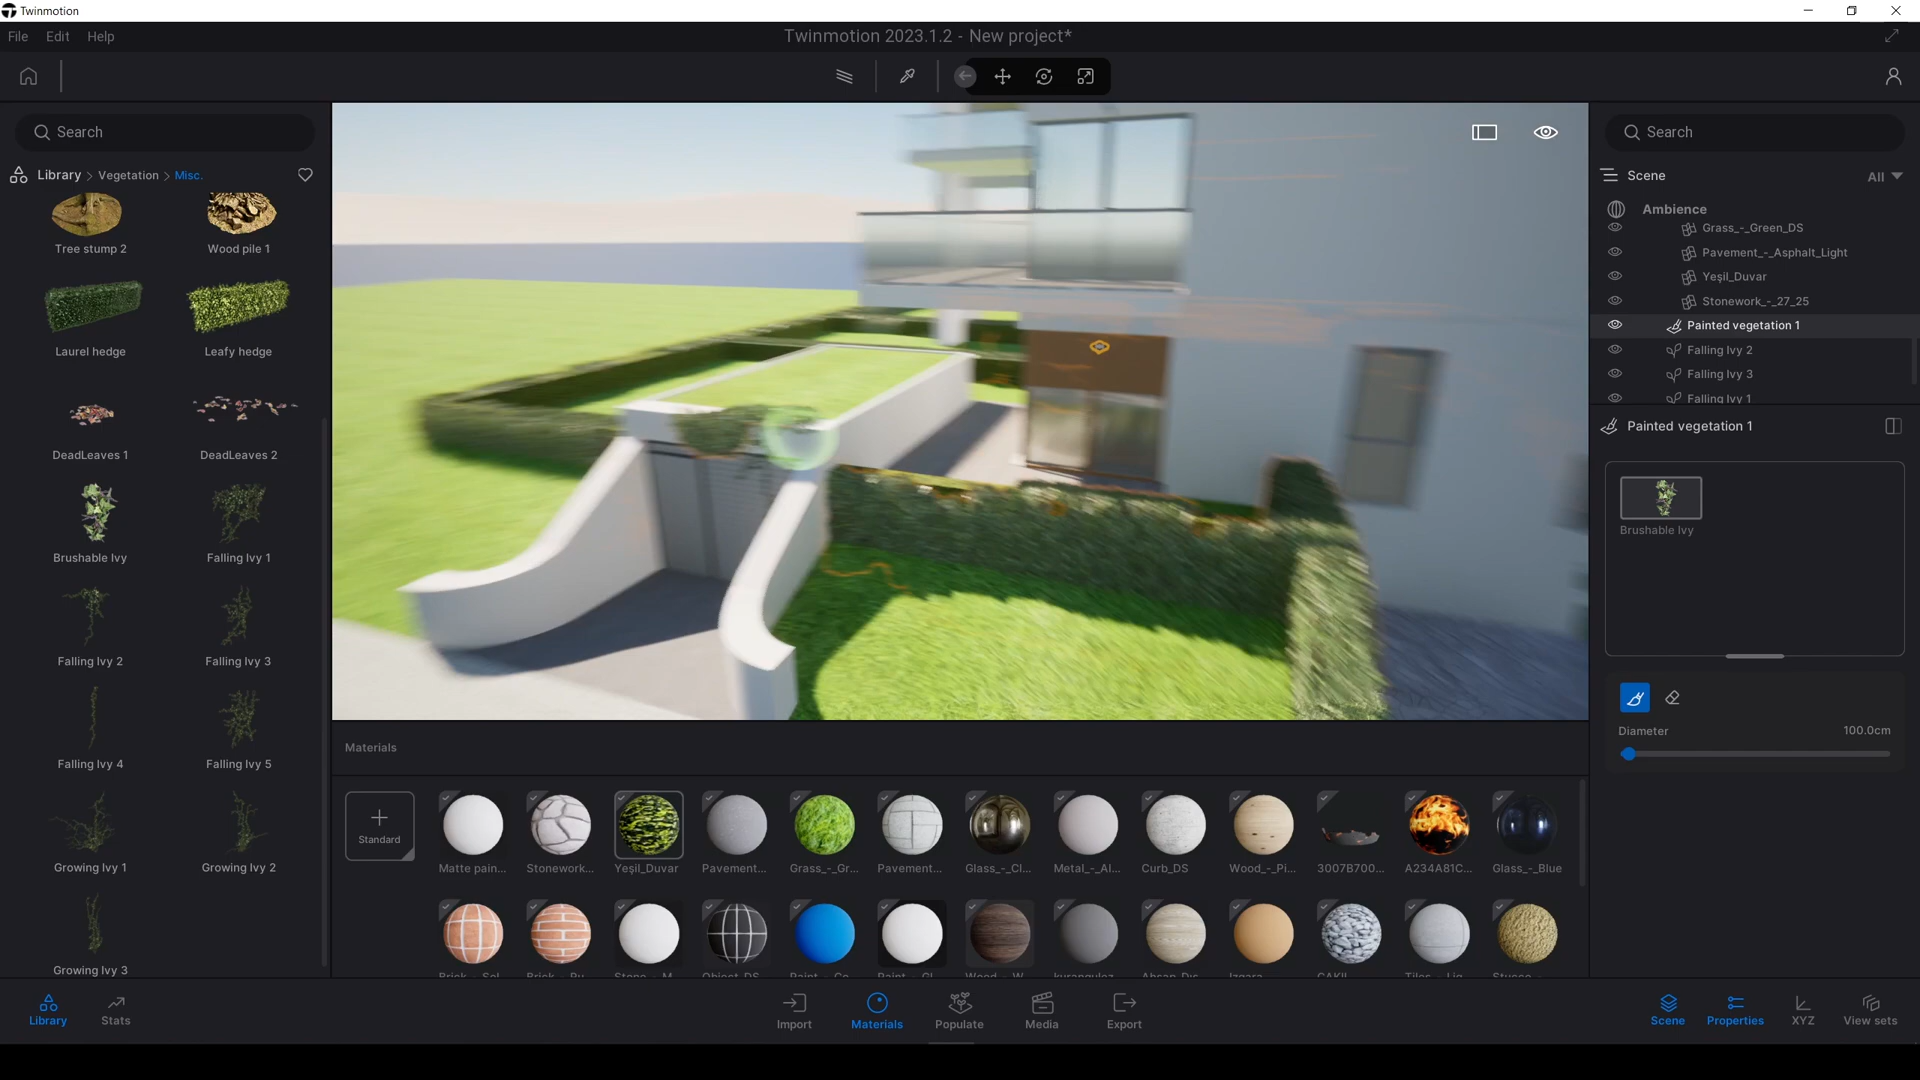 Twinmotion
File Edit Help
Twinmotion 2023.1.2 - New project*
Search
Library > Vegetation > Misc.
Tree stump 2
Wood pile 1
Laurel hedge
Leafy hedge
DeadLeaves 1
DeadLeaves 2
Brushable Ivy
Falling Ivy 1
Falling Ivy 2
Falling Ivy 3
Falling Ivy 4
Falling Ivy 5
Growing Ivy 1
Growing Ivy 2
Growing Ivy 3
Search
Scene
All
Ambience
Grass_-_Green_DS
Pavement_-_Asphalt_Light
Yeşil_Duvar
Stonework_-_27_25
Painted vegetation 1
Falling Ivy 2
Falling Ivy 3
Falling Ivy 1
Painted vegetation 1
Brushable Ivy
Diameter
100.0cm
Materials
Standard
Matte pain...
Stonework...
Yeşil_Duvar
Pavement...
Grass_-_Gr...
Pavement...
Glass_-_Cl...
Metal_-_Al...
Curb_DS
Wood_-_Pi...
3007B700...
A234A81C...
Glass_-_Blue
Library
Stats
Import
Materials
Populate
Media
Export
Scene
Properties
XYZ
View sets